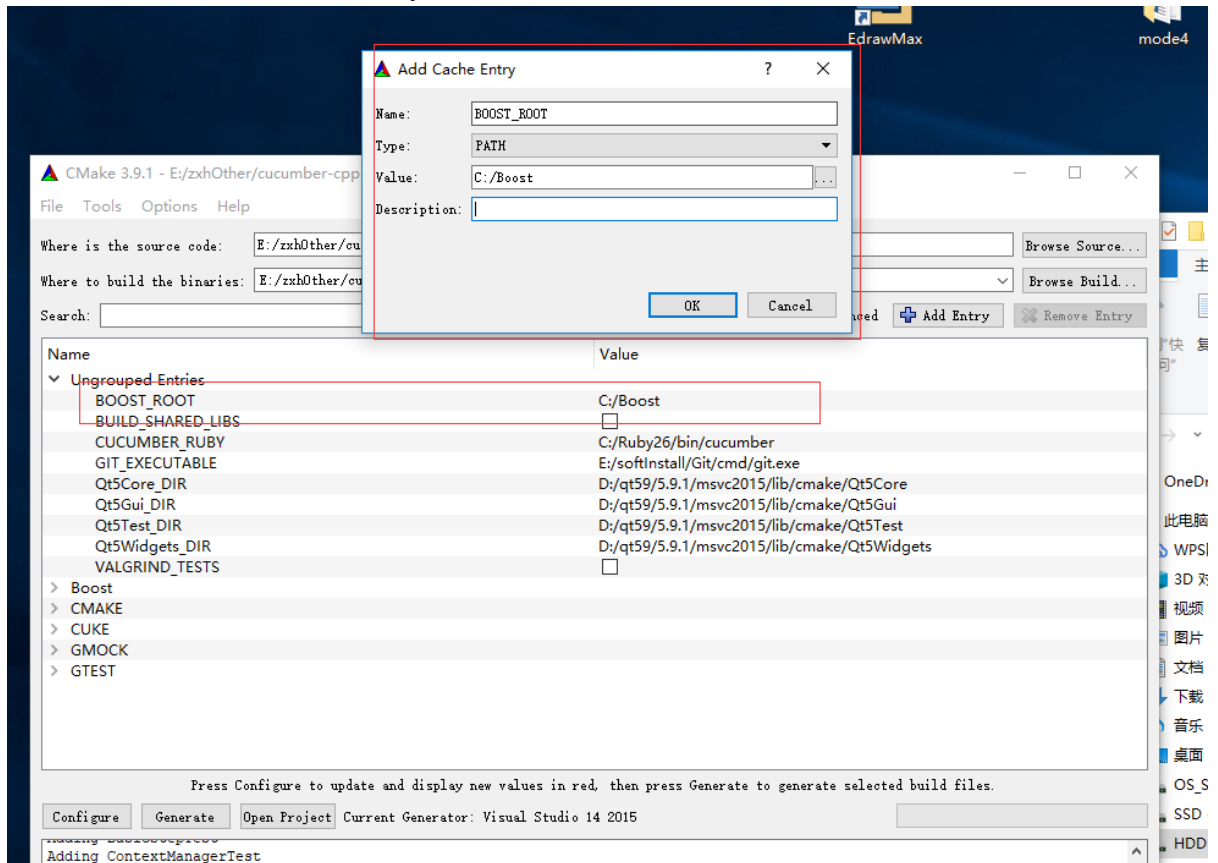 EdrawMax
mode4
Add Cache Entry
?
Name: BOOST_ROOT
Type: PATH
Value: C:/Boost ...
Description:
OK Cancel
CMake 3.9.1 - E:/zxhOther/cucumber-cpp
File Tools Options Help
Where is the source code: E:/zxhOther/cu Browse Source...
Where to build the binaries: E:/zxhOther/cu Browse Build...
Search: Add Entry Remove Entry
Name Value
Ungrouped Entries
BOOST_ROOT C:/Boost
BUILD_SHARED_LIBS
CUCUMBER_RUBY C:/Ruby26/bin/cucumber
GIT_EXECUTABLE E:/softInstall/Git/cmd/git.exe
Qt5Core_DIR D:/qt59/5.9.1/msvc2015/lib/cmake/Qt5Core
Qt5Gui_DIR D:/qt59/5.9.1/msvc2015/lib/cmake/Qt5Gui
Qt5Test_DIR D:/qt59/5.9.1/msvc2015/lib/cmake/Qt5Test
Qt5Widgets_DIR D:/qt59/5.9.1/msvc2015/lib/cmake/Qt5Widgets
VALGRIND_TESTS
Boost
CMAKE
CUKE
GMOCK
GTEST
Press Configure to update and display new values in red, then press Generate to generate selected build files.
Configure Generate Open Project Current Generator: Visual Studio 14 2015
Adding BasicStepTest
Adding ContextManagerTest
主
"快
OneDr
此电脑
WPS
3D 对
视频
图片
文档
下载
音乐
桌面
OS_S
SSD
HDD